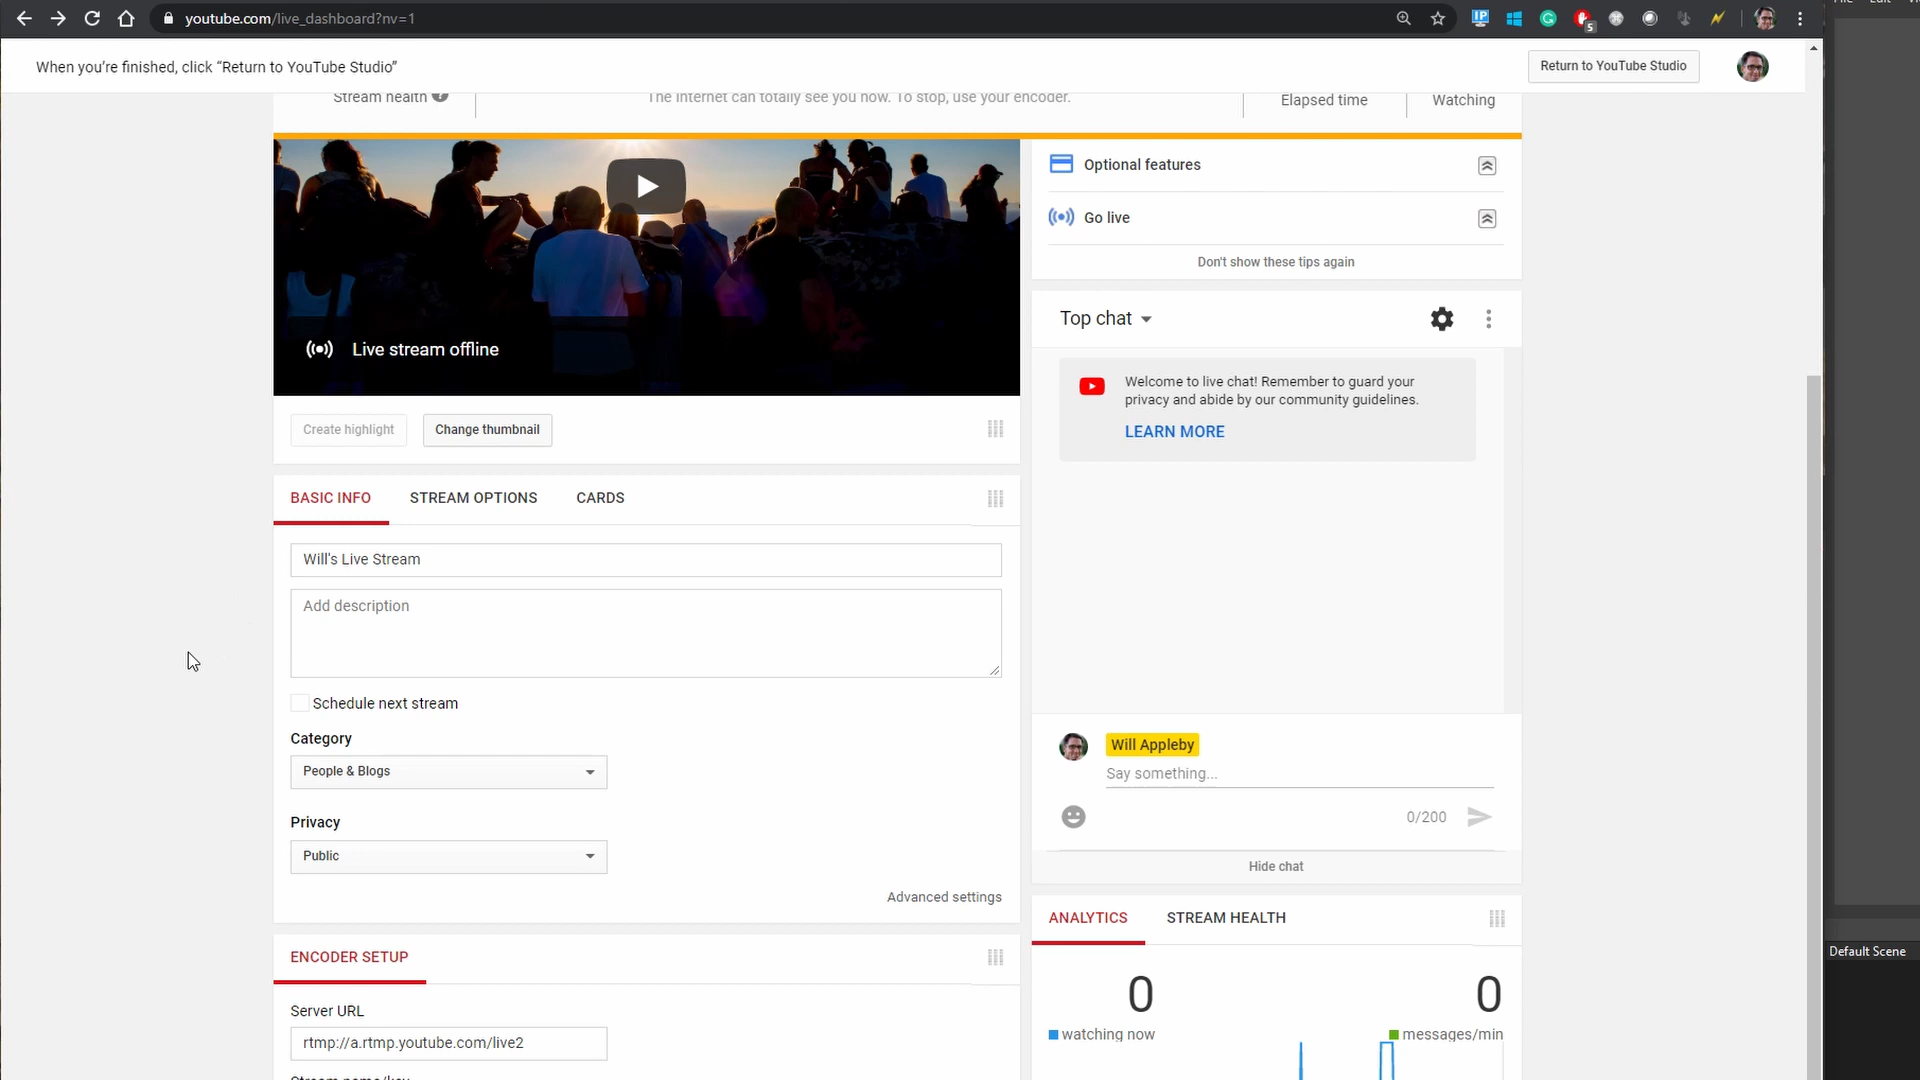 youtube.com/live_dashboard?nv=1
IP
5
When you're finished, click “Return to YouTube Studio”
Return to YouTube Studio
Stream health
The Internet can totally see you now. To stop, use your encoder.
Elapsed time
Watching
Optional features
Go live
Don't show these tips again
Live stream offline
Create highlight
Change thumbnail
Top chat
Welcome to live chat! Remember to guard your
privacy and abide by our community guidelines.
LEARN MORE
BASIC INFO
STREAM OPTIONS
CARDS
Will's Live Stream
Add description
Schedule next stream
Category
People & Blogs
Privacy
Public
Advanced settings
Will Appleby
Say something...
0/200
Hide chat
ANALYTICS
STREAM HEALTH
0
0
watching now
messages/min
ENCODER SETUP
Server URL
rtmp://a.rtmp.youtube.com/live2
Stream name/key
Default Scene